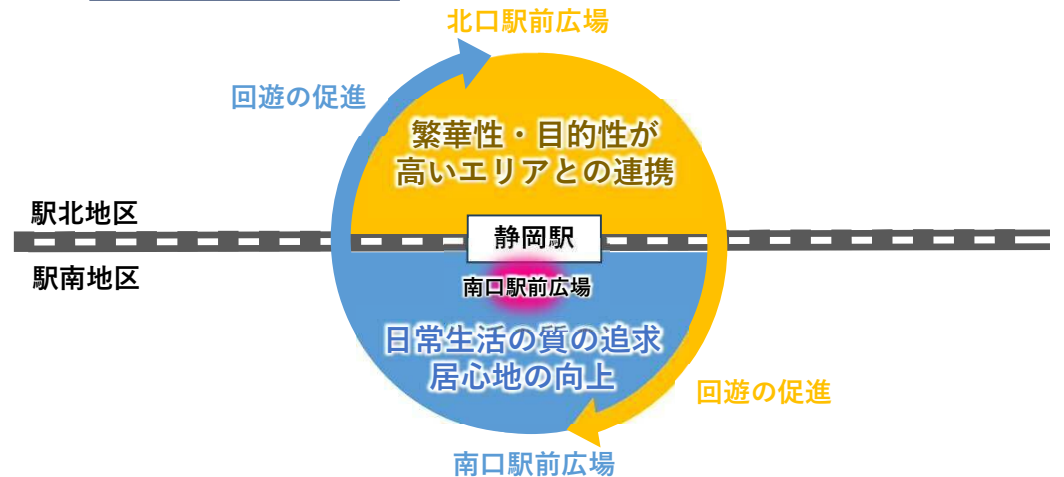 北口駅前広場
回遊の促進
繁華性・目的性が
高いエリアとの連携
駅北地区
静岡駅
駅南地区
南口駅前広場
日常生活の質の追求
居心地の向上
回遊の促進
南口駅前広場